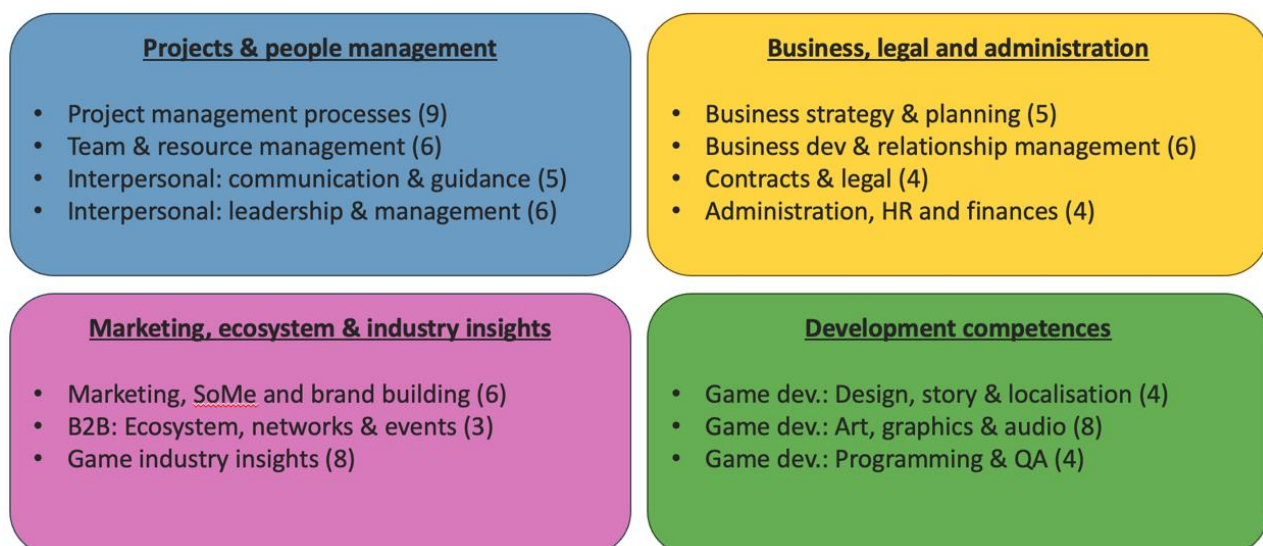 Projects & people management
• Project management processes (9)
• Team & resource management (6)
• Interpersonal: communication & guidance (5)
• Interpersonal: leadership & management (6)
Business, legal and administration
• Business strategy & planning (5)
• Business dev & relationship management (6)
• Contracts & legal (4)
• Administration, HR and finances (4)
Marketing, ecosystem & industry insights
• Marketing, SoMe and brand building (6)
• B2B: Ecosystem, networks & events (3)
• Game industry insights (8)
Development competences
• Game dev.: Design, story & localisation (4)
• Game dev.: Art, graphics & audio (8)
• Game dev.: Programming & QA (4)